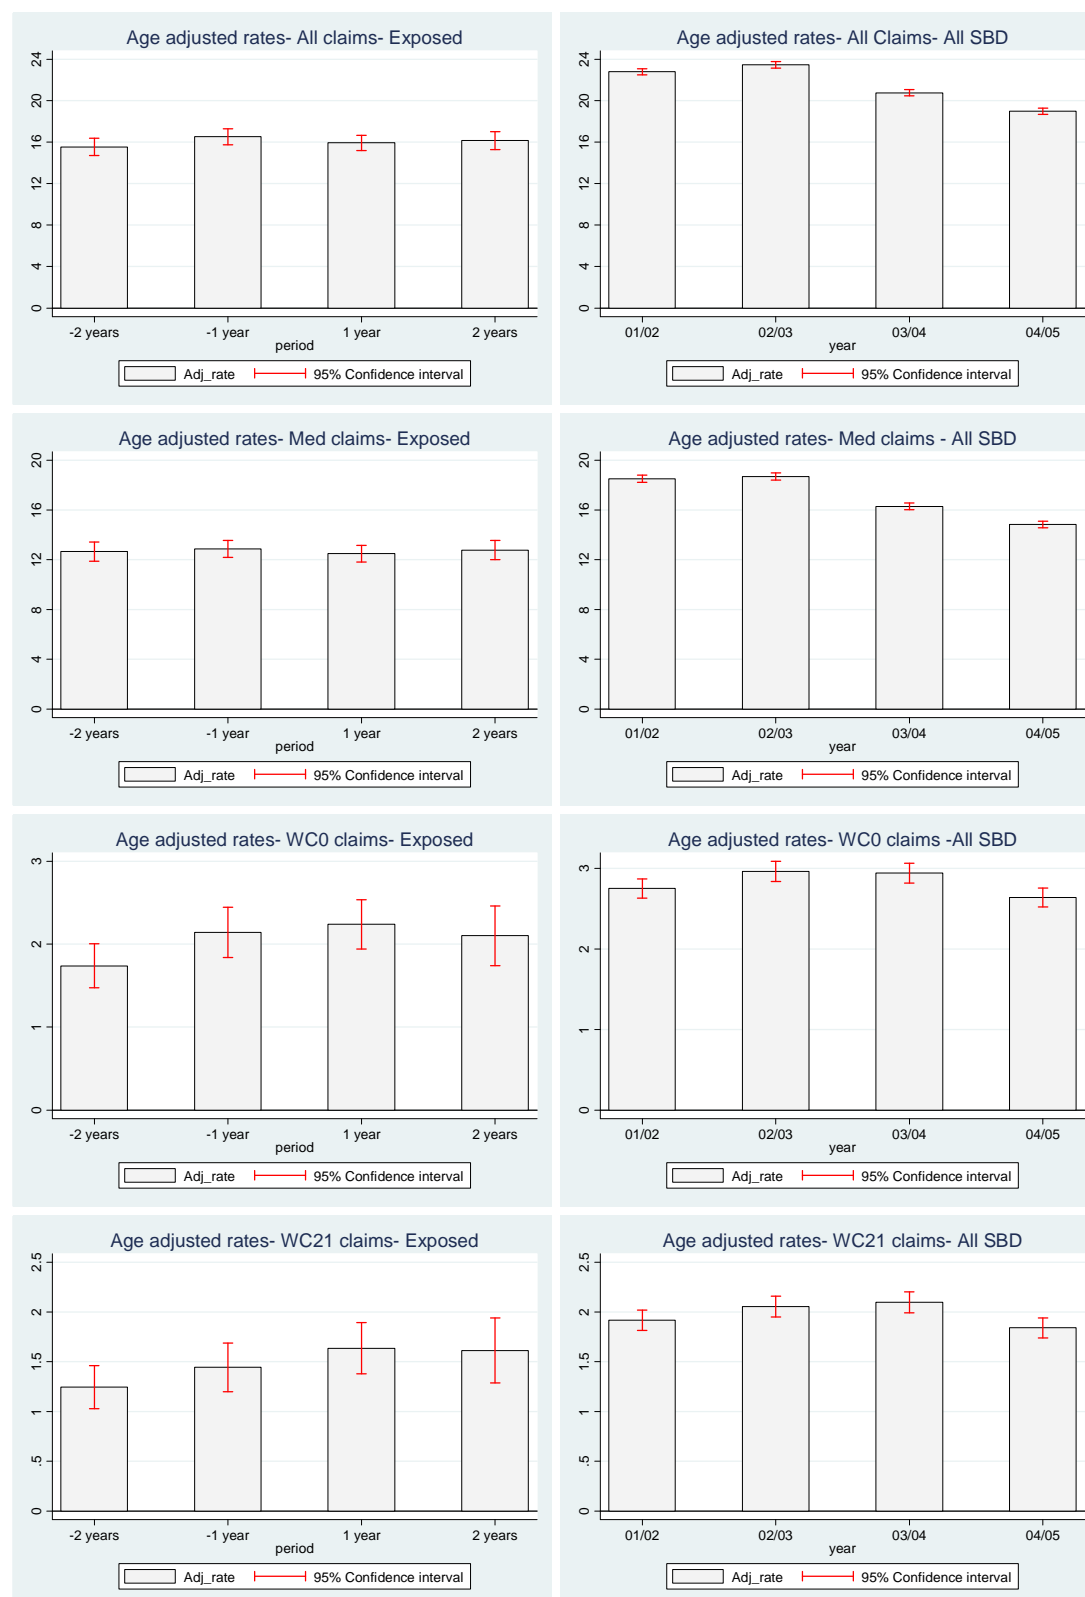 Age adjusted rates- All claims- Exposed
24
20
16
12
8
4
0
-2 years -1 year 1 year 2 years
period
Adj_rate 95% Confidence interval
Age adjusted rates- All Claims- All SBD
24
20
16
12
8
4
0
01/02 02/03 03/04 04/05
year
Adj_rate 95% Confidence interval
Age adjusted rates- Med claims- Exposed
20
16
12
8
4
0
-2 years -1 year 1 year 2 years
period
Adj_rate 95% Confidence interval
Age adjusted rates- Med claims - All SBD
20
16
12
8
4
0
01/02 02/03 03/04 04/05
year
Adj_rate 95% Confidence interval
Age adjusted rates- WC0 claims- Exposed
3
2
1
0
-2 years -1 year 1 year 2 years
period
Adj_rate 95% Confidence interval
Age adjusted rates- WC0 claims -All SBD
3
2
1
0
01/02 02/03 03/04 04/05
year
Adj_rate 95% Confidence interval
Age adjusted rates- WC21 claims- Exposed
2.5
2
1.5
1
.5
0
-2 years -1 year 1 year 2 years
period
Adj_rate 95% Confidence interval
Age adjusted rates- WC21 claims- All SBD
2.5
2
1.5
1
.5
0
01/02 02/03 03/04 04/05
year
Adj_rate 95% Confidence interval